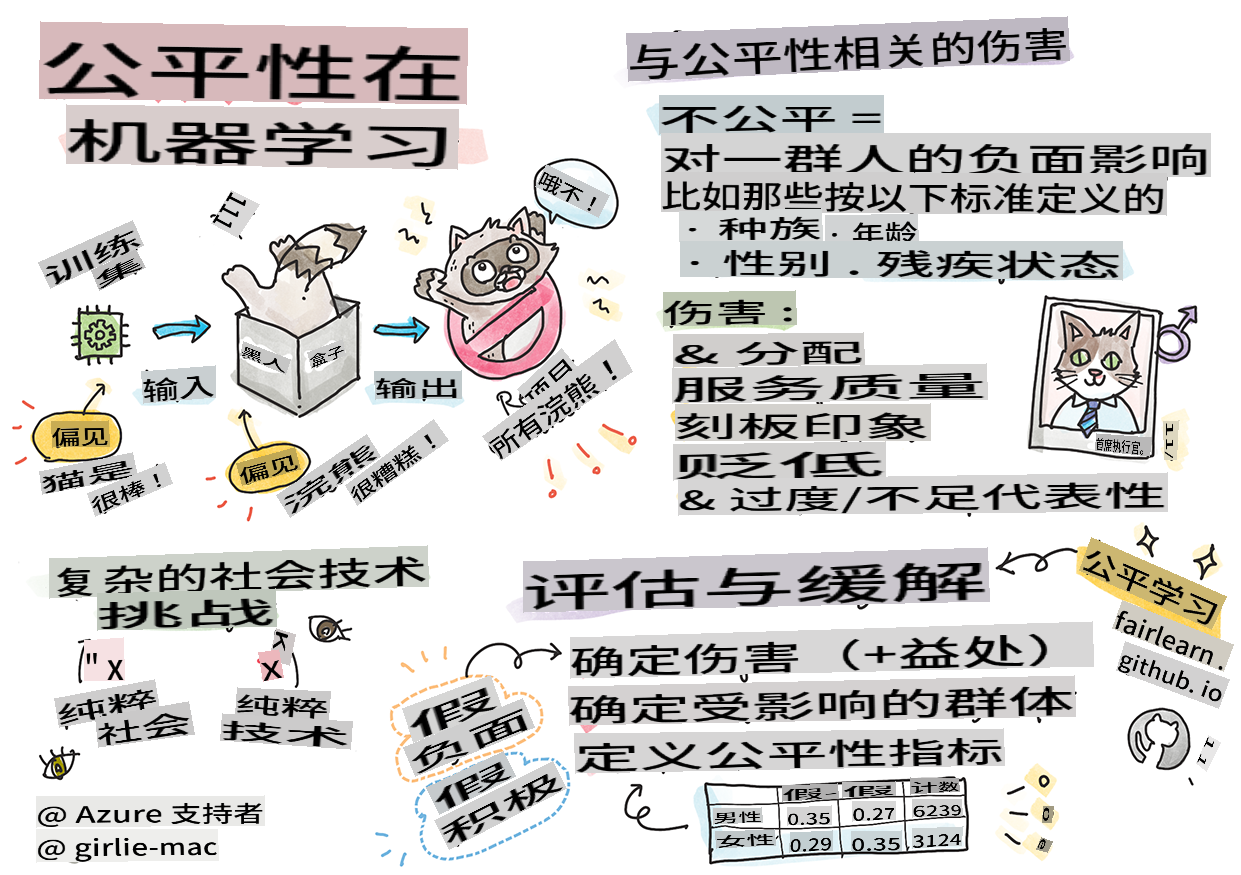 公平性在
机器学习
训练
集
输入
黑人
盒子
输出
哦不！
所有浣熊！
偏见
猫是
很棒！
偏见
浣熊
很糟糕！
与公平性相关的伤害
不公平 =
对一群人的负面影响
比如那些按以下标准定义的
· 种族 · 年龄
· 性别 . 残疾状态
伤害 :
& 分配
服务质量
刻板印象
贬低
& 过度/不足代表性
首席执行官。
复杂的社会技术
挑战
" x
纯粹
社会
x
纯粹
技术
@ Azure 支持者
@ girlie-mac
评估与缓解
公平学习
fairlearn.
github.io
确定伤害（+益处）
确定受影响的群体
定义公平性指标
假
负面
假
积极
假- 假 计数
男性 0.35 0.27 6239
女性 0.29 0.35 3124